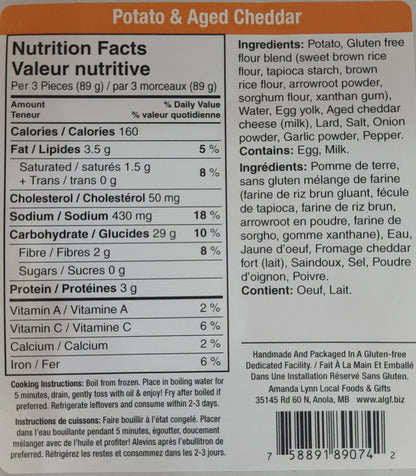 Potato & Aged Cheddar
Nutrition Facts
Valeur nutritive
Per 3 Pieces (89 g) / par 3 morceaux (89 g)
Amount % Daily Value
Teneur % valeur quotidienne
Calories / Calories 160
Fat / Lipides 3.5 g 5 %
Saturated / saturés 1.5 g
+ Trans / trans 0 g 8 %
Cholesterol / Cholestérol 50 mg
Sodium / Sodium 430 mg 18 %
Carbohydrate / Glucides 29 g 10 %
Fibre / Fibres 2 g 8 %
Sugars / Sucres 0 g
Protein / Protéines 3 g
Vitamin A / Vitamine A 2 %
Vitamin C / Vitamine C 6 %
Calcium / Calcium 2 %
Iron / Fer 6 %
Cooking Instructions: Boil from frozen. Place in boiling water for
5 minutes, drain, gently toss with oil & enjoy! Fry after boiled if
preferred. Refrigerate leftovers and consume within 2-3 days.
Instructions de cuissons: Faire bouillir à l'état congelé. Placer
dans l'eau bouillante pendant 5 minutes, égoutter, doucement
mélanger avec de l'huile et profiter! Alevins après l'ebullitron de
preferred. Réfrigérez les restes et consommez dans les 2-3 jours.
Ingredients: Potato, Gluten free
flour blend (sweet brown rice
flour, tapioca starch, brown
rice flour, arrowroot powder,
sorghum flour, xanthan gum),
Water, Egg yolk, Aged cheddar
cheese (milk), Lard, Salt, Onion
powder, Garlic powder, Pepper.
Contains: Egg, Milk.
Ingrédients: Pomme de terre,
sans gluten mélange de farine
(farine de riz brun gluant, fécule
de tapioca, farine de riz brun,
arrowroot en poudre, farine de
sorgho, gomme xanthane), Eau,
Jaune d'oeuf, Fromage cheddar
fort (lait), Saindoux, Sel, Poudre
d'oignon, Poivre.
Contient: Oeuf, Lait.
Handmade And Packaged In A Gluten-free
Dedicated Facility. / Fait À La Main Et Emballé
Dans Une Installation Réservé Sans Gluten.
Amanda Lynn Local Foods & Gifts
35145 Rd 60 N, Anola, MB www.algf.biz
7 58891 89074 2